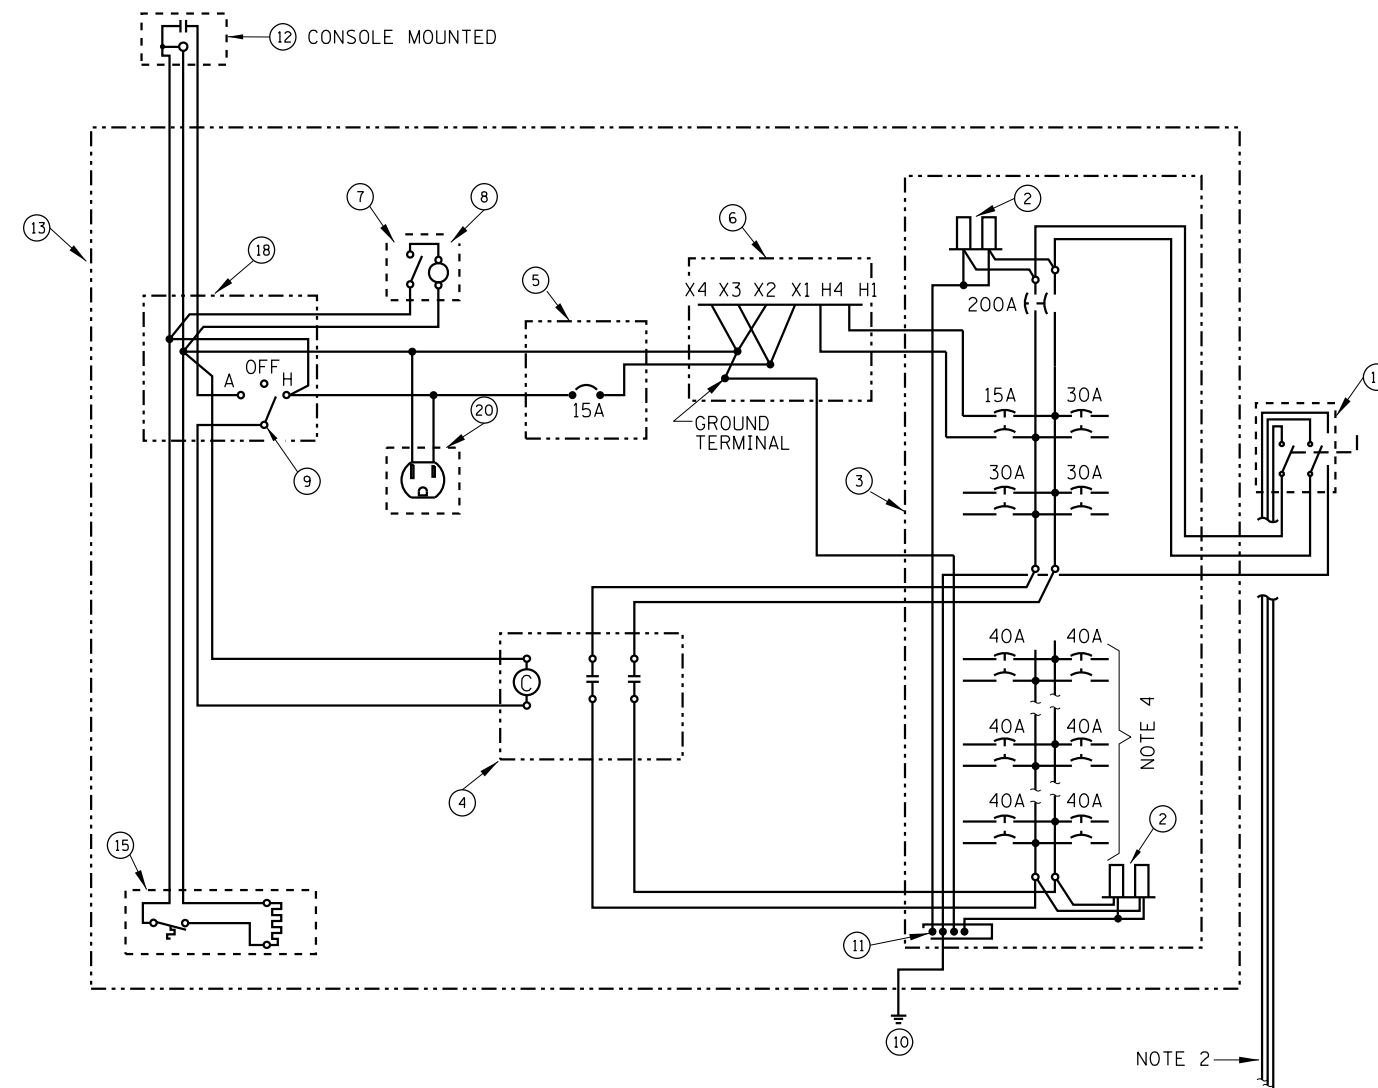 12 CONSOLE MOUNTED
7
8
2
6
13
18
5
X4 X3 X2 X1 H4 H1
200A
OFF
A
H
1
15A 30A
20
15A
GROUND
TERMINAL
30A 30A
9
3
40A 40A
C
NOTE 4
40A 40A
4
40A 40A
2
15
11
10
NOTE 2